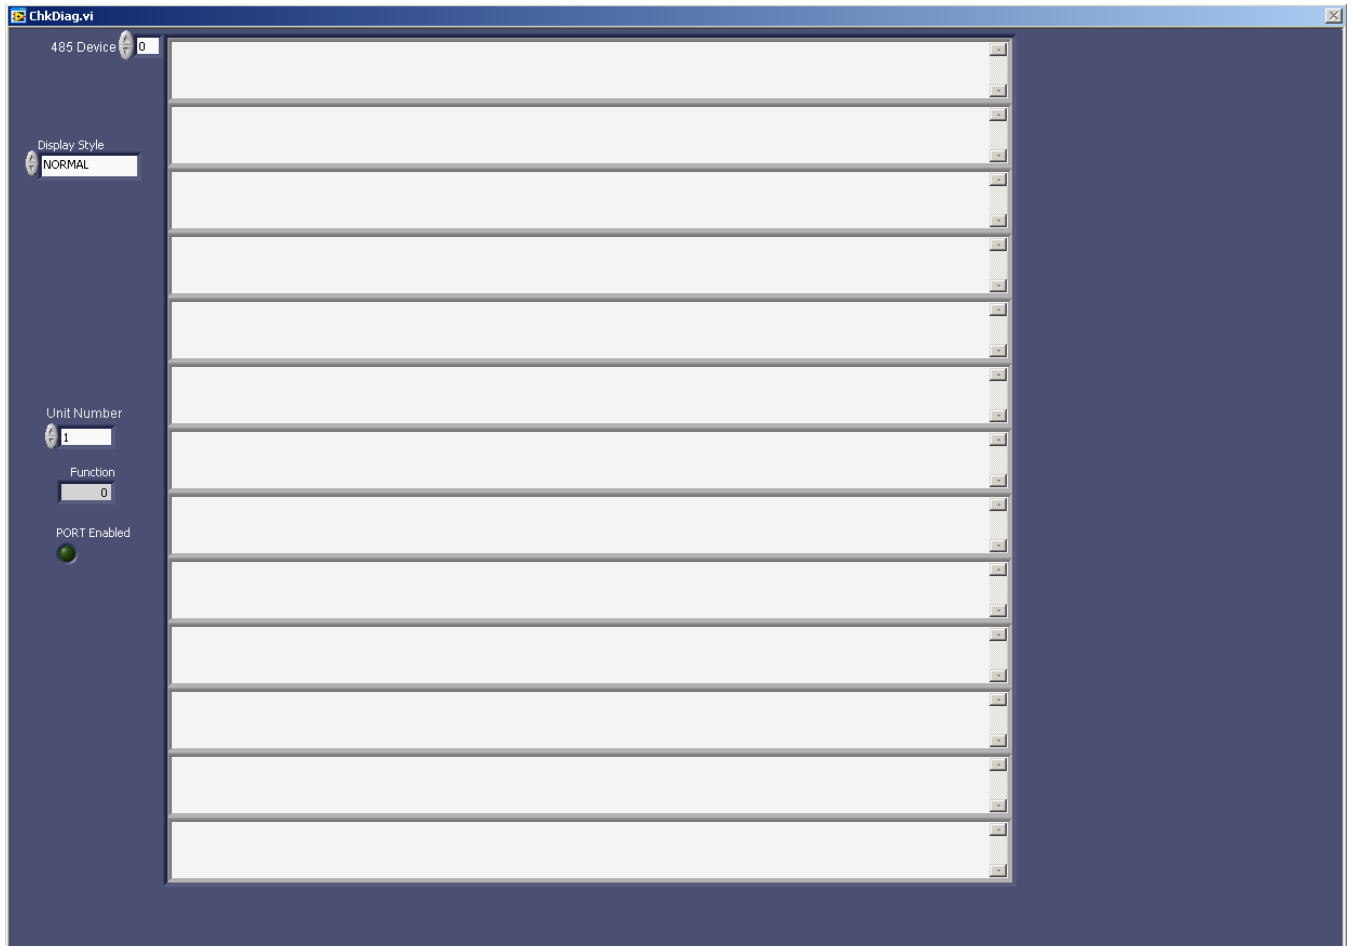 ChkDiag.vi
485 Device 0
Display Style
NORMAL
Unit Number
1
Function
0
PORT Enabled